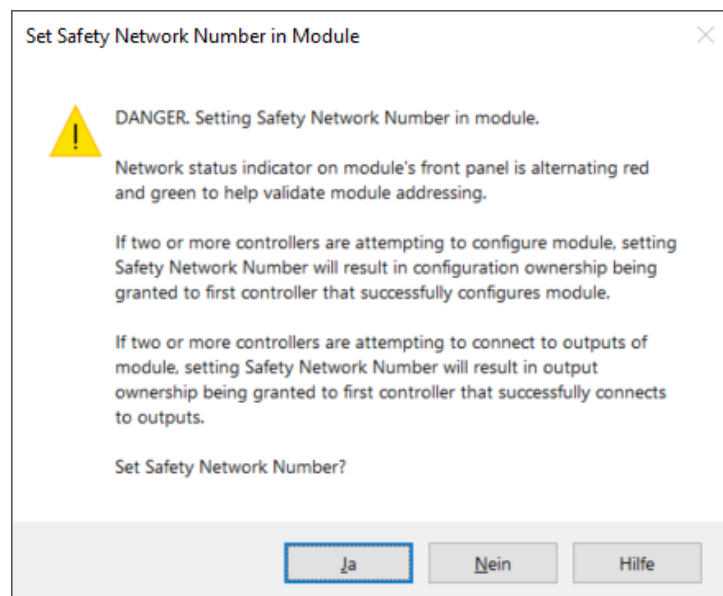 Set Safety Network Number in Module
DANGER. Setting Safety Network Number in module.
Network status indicator on module's front panel is alternating red
and green to help validate module addressing.
If two or more controllers are attempting to configure module, setting
Safety Network Number will result in configuration ownership being
granted to first controller that successfully configures module.
If two or more controllers are attempting to connect to outputs of
module, setting Safety Network Number will result in output
ownership being granted to first controller that successfully connects
to outputs.
Set Safety Network Number?
Ja
Nein
Hilfe